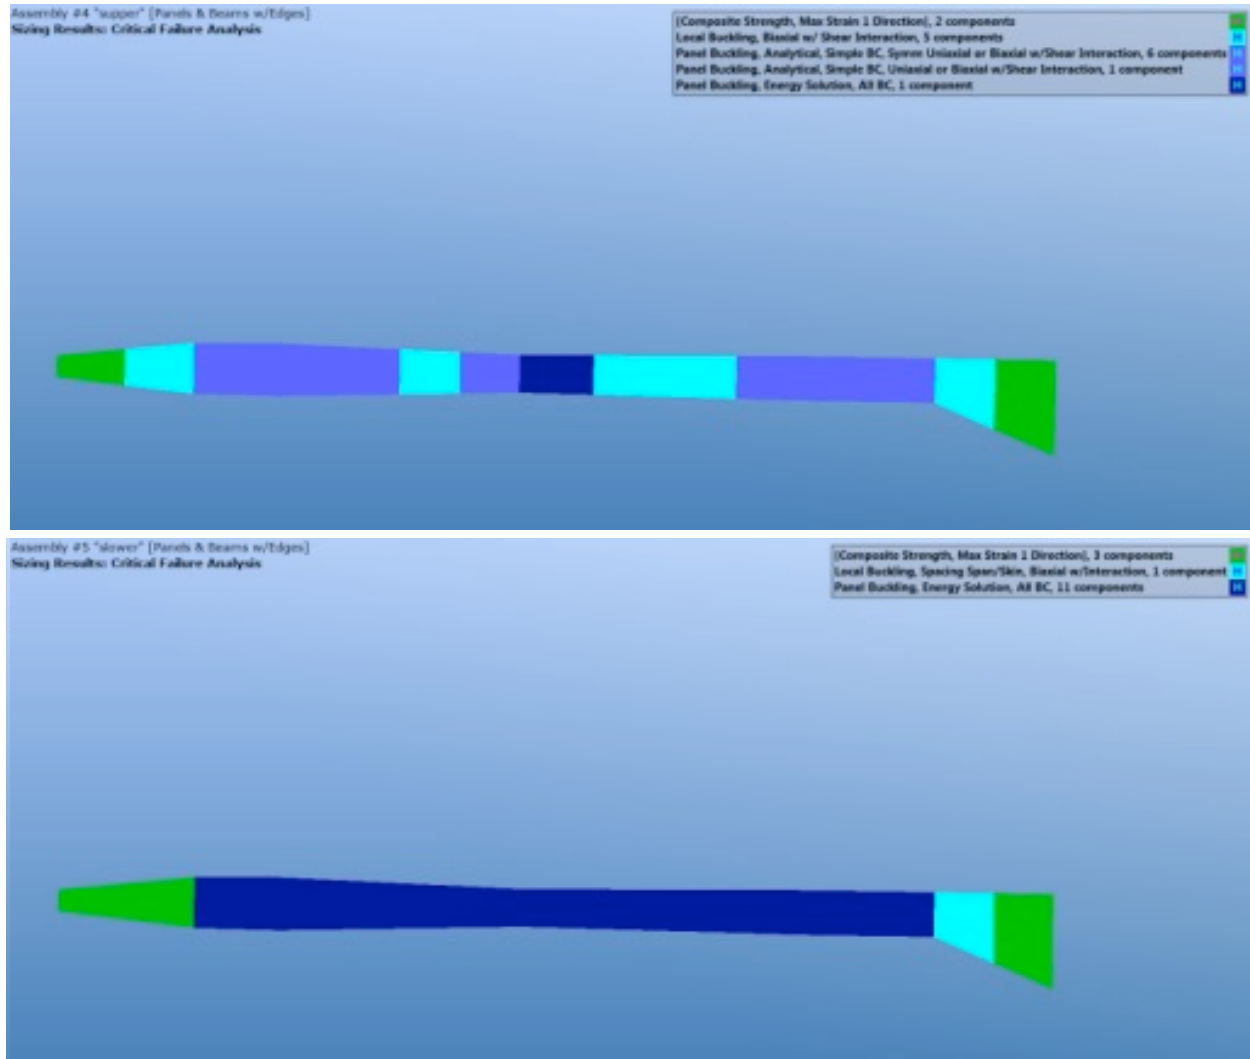 Assembly #4 "supper" [Panels & Beams w/Edges]
Sizing Results: Critical Failure Analysis
[Composite Strength, Max Strain 1 Direction], 2 components
Local Buckling, Biaxial w/ Shear Interaction, 5 components
Panel Buckling, Analytical, Simple BC, Symm Uniaxial or Biaxial w/Shear Interaction, 6 components
Panel Buckling, Analytical, Simple BC, Uniaxial or Biaxial w/Shear Interaction, 1 component
Panel Buckling, Energy Solution, All BC, 1 component
Assembly #5 "slower" [Panels & Beams w/Edges]
Sizing Results: Critical Failure Analysis
[Composite Strength, Max Strain 1 Direction], 3 components
Local Buckling, Spacing Span/Skin, Biaxial w/Interaction, 1 component
Panel Buckling, Energy Solution, All BC, 11 components